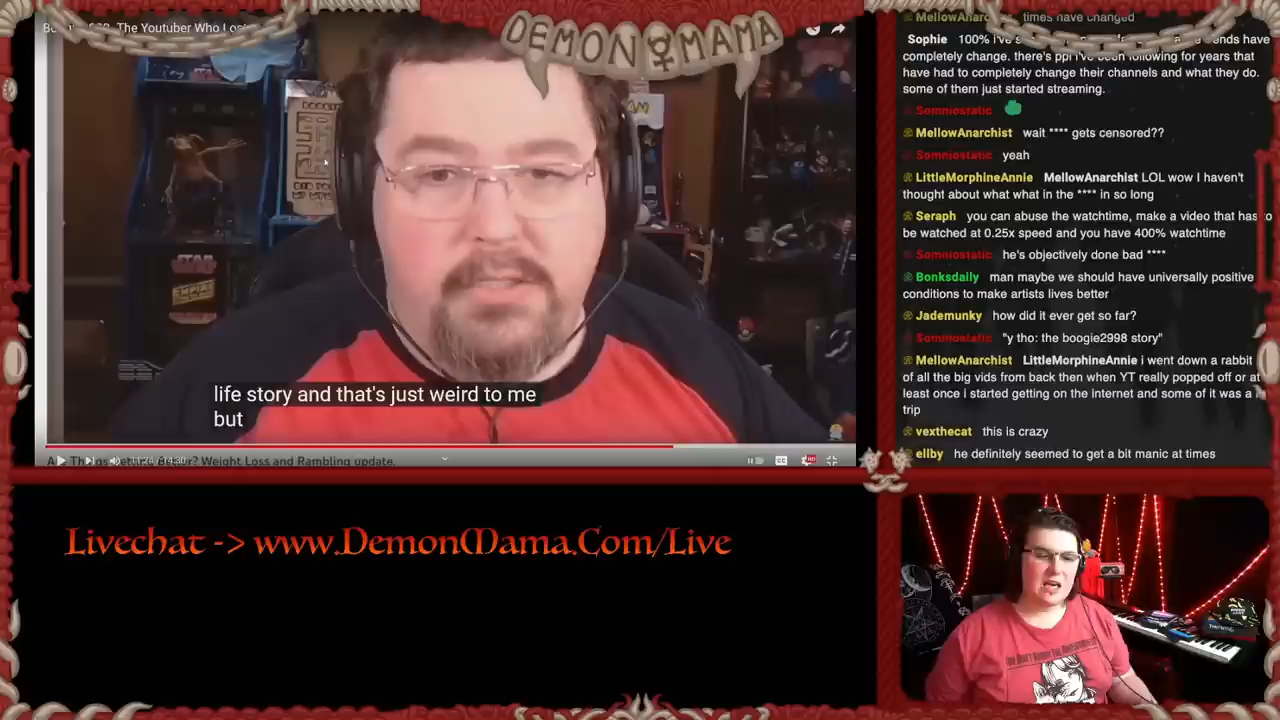 The Youtuber Who
DEMON MAMA
STAR
life story and that's just weird to me
but
Weight Loss and Rambling update.
Livechat -> www.DemonMama.Com/Live
times have changed
Sophie 100% I've
completely change. there's ppl I've been following for years that
have had to completely change their channels and what they do.
some of them just started streaming.
Somniostatic
MellowAnarchist wait **** gets censored??
Somniostatic yeah
LittleMorphineAnnie MellowAnarchist LOL wow I haven't
thought about what what in the **** in so long
Seraph you can abuse the watchtime, make a video that has to
be watched at 0.25x speed and you have 400% watchtime
Somniostatic he's objectively done bad ****
Bonksdaily man maybe we should have universally positive
conditions to make artists lives better
Jademunky how did it ever get so far?
Somniostatic "y tho: the boogie2998 story"
MellowAnarchist LittleMorphineAnnie i went down a rabbit
of all the big vids from back then when YT really popped off or at
least once i started getting on the internet and some of it was a
trip
vexthecat this is crazy
ellby he definitely seemed to get a bit manic at times